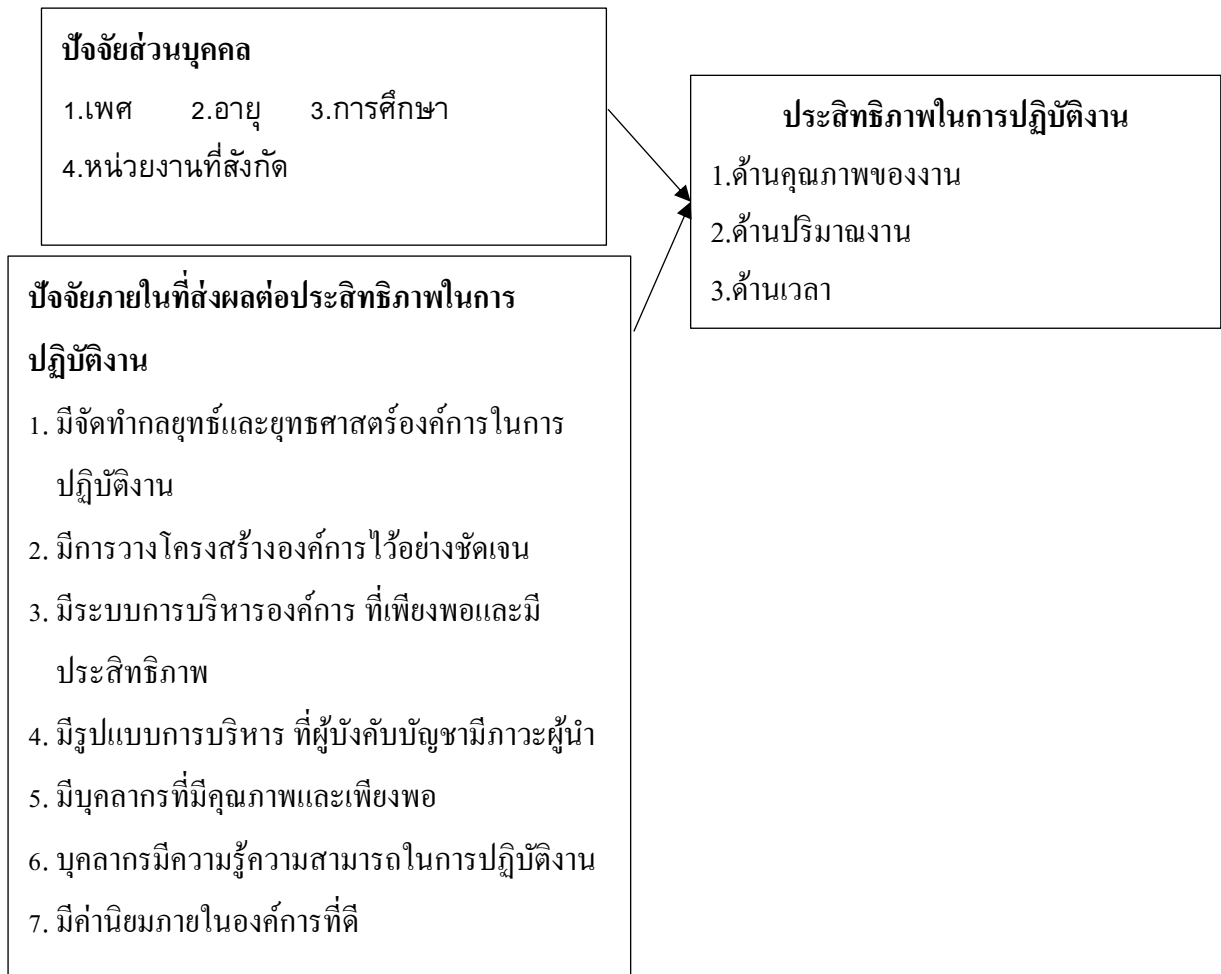 ปัจจัยส่วนบุคคล
1.เพศ 2.อายุ 3.การศึกษา
4.หน่วยงานที่สังกัด
ประสิทธิภาพในการปฏิบัติงาน
1.ด้านคุณภาพของงาน
2.ด้านปริมาณงาน
3.ด้านเวลา
ปัจจัยภายในที่ส่งผลต่อประสิทธิภาพในการ
ปฏิบัติงาน
1. มีจัดทำกลยุทธ์และยุทธศาสตร์องค์การในการ
ปฏิบัติงาน
2. มีการวางโครงสร้างองค์การไว้อย่างชัดเจน
3. มีระบบการบริหารองค์การ ที่เพียงพอและมี
ประสิทธิภาพ
4. มีรูปแบบการบริหาร ที่ผู้บังคับบัญชามีภาวะผู้นำ
5. มีบุคลากรที่มีคุณภาพและเพียงพอ
6. บุคลากรมีความรู้ความสามารถในการปฏิบัติงาน
7. มีค่านิยมภายในองค์การที่ดี